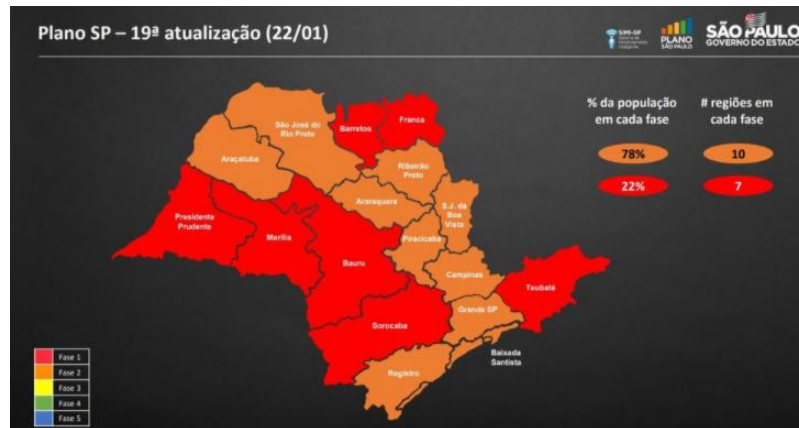 Plano SP – 19ª atualização (22/01)
SIMI-SP
PLANO
SÃO PAULO
SÃO PAULO
GOVERNO DO ESTADO
% da população
em cada fase
# regiões em
cada fase
78%
10
22%
7
São José do
Rio Preto
Barretos
Franca
Araçatuba
Ribeirão
Preto
Araraquara
S.J. da
Boa
Vista
Presidente
Prudente
Marília
Bauru
Piracicaba
Campinas
Taubaté
Grande SP
Sorocaba
Baixada
Santista
Registro
Fase 1
Fase 2
Fase 3
Fase 4
Fase 5